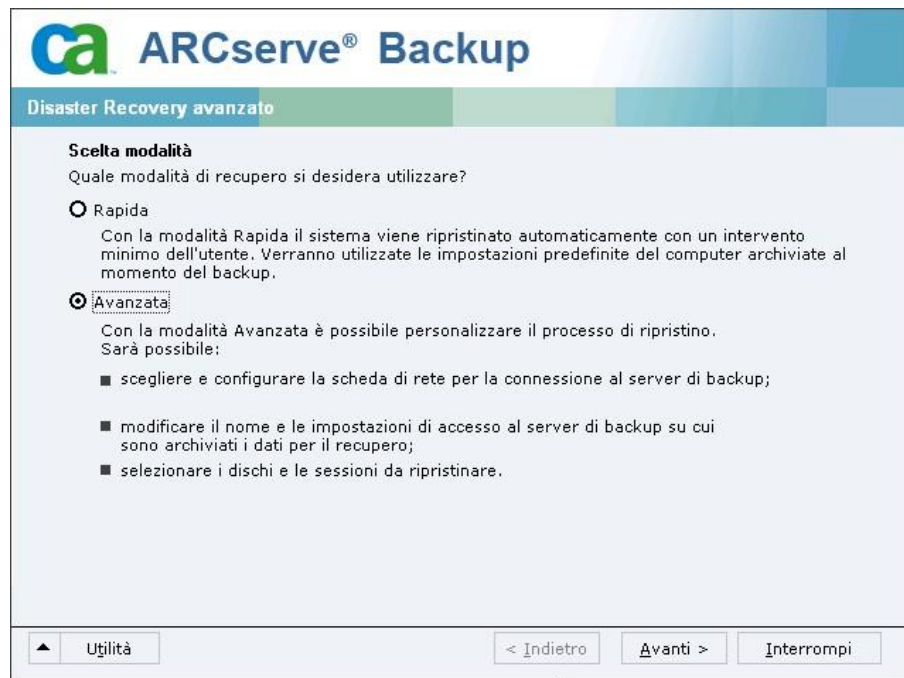 ca ARCserve® Backup
Disaster Recovery avanzato
Scelta modalità
Quale modalità di recupero si desidera utilizzare?
Rapida
Con la modalità Rapida il sistema viene ripristinato automaticamente con un intervento
minimo dell'utente. Verranno utilizzate le impostazioni predefinite del computer archiviate al
momento del backup.
Avanzata
Con la modalità Avanzata è possibile personalizzare il processo di ripristino.
Sarà possibile:
scegliere e configurare la scheda di rete per la connessione al server di backup;
modificare il nome e le impostazioni di accesso al server di backup su cui
sono archiviati i dati per il recupero;
selezionare i dischi e le sessioni da ripristinare.
Utilità
< Indietro
Avanti >
Interrompi